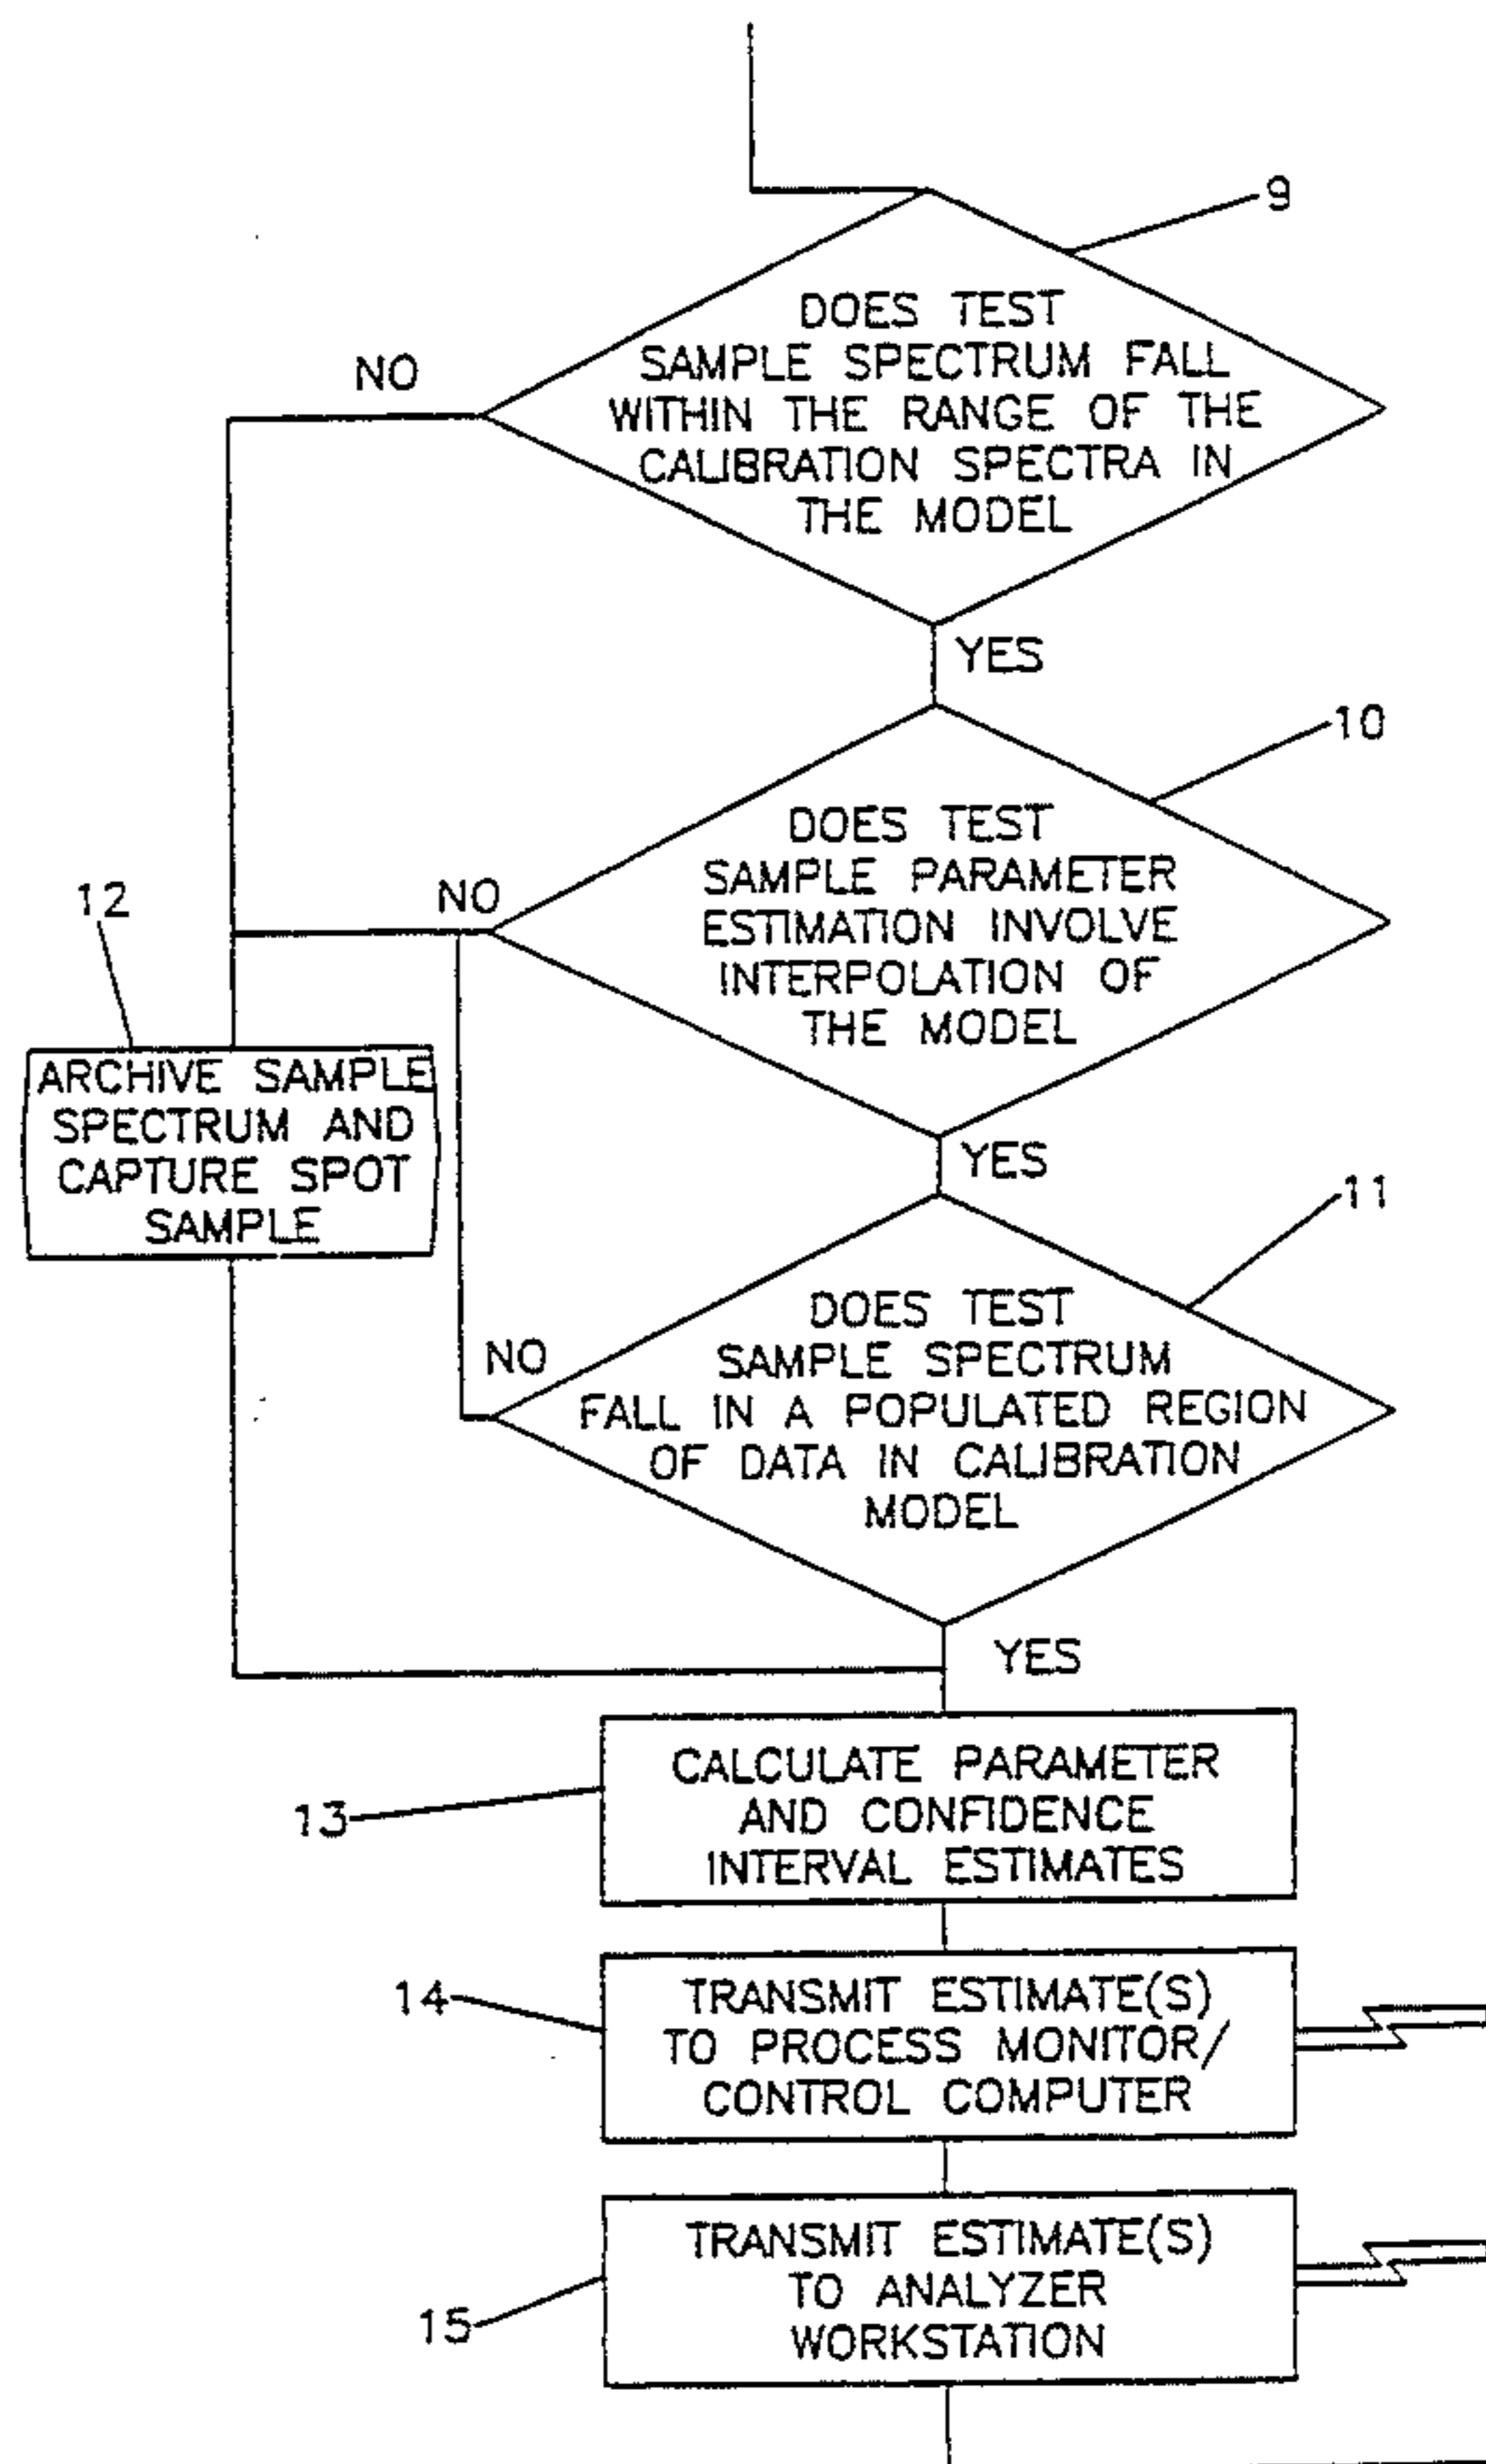 9
DOES TEST
SAMPLE SPECTRUM FALL
WITHIN THE RANGE OF THE
CALIBRATION SPECTRA IN
THE MODEL
NO
YES
10
DOES TEST
SAMPLE PARAMETER
ESTIMATION INVOLVE
INTERPOLATION OF
THE MODEL
NO
12
ARCHIVE SAMPLE
SPECTRUM AND
CAPTURE SPOT
SAMPLE
YES
11
DOES TEST
SAMPLE SPECTRUM
FALL IN A POPULATED REGION
OF DATA IN CALIBRATION
MODEL
NO
YES
CALCULATE PARAMETER
AND CONFIDENCE
INTERVAL ESTIMATES
13
14
TRANSMIT ESTIMATE(S)
TO PROCESS MONITOR/
CONTROL COMPUTER
TRANSMIT ESTIMATE(S)
TO ANALYZER
WORKSTATION
15